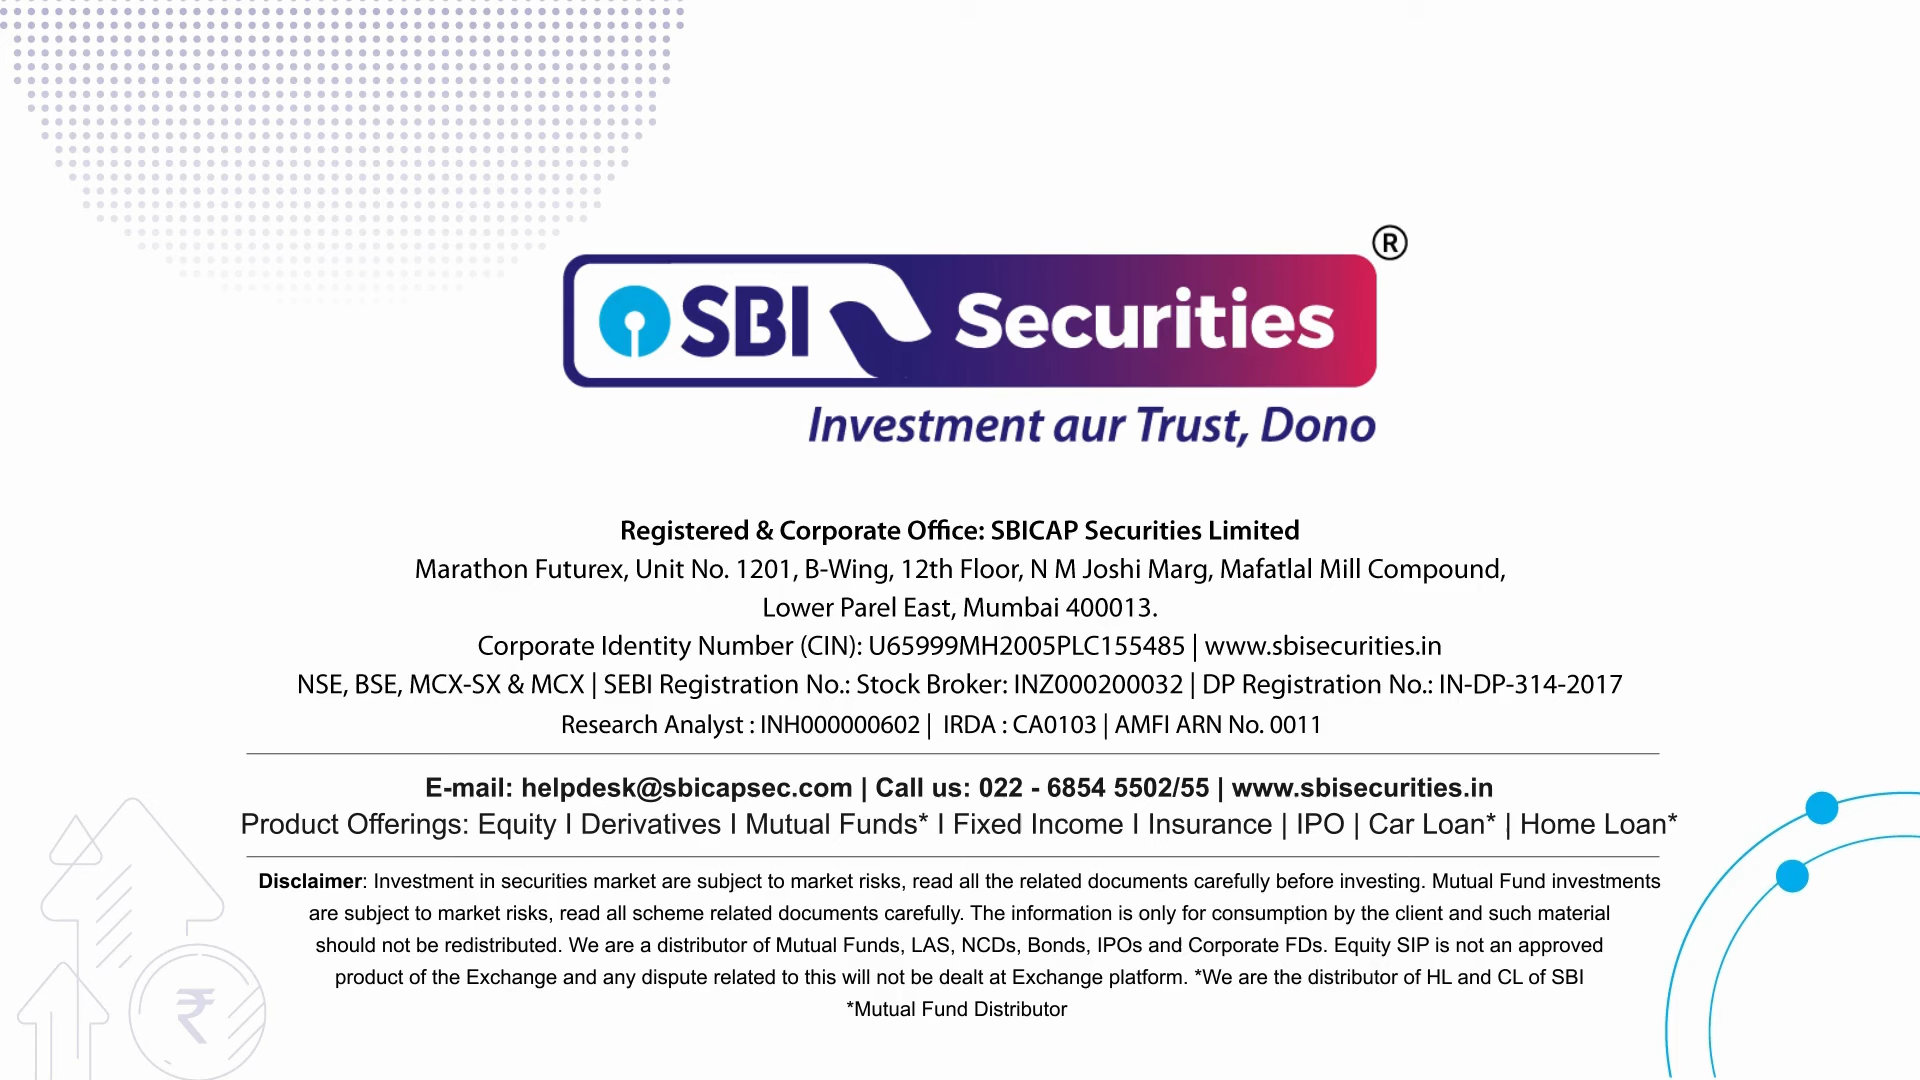 ®
SBI Securities
Investment aur Trust, Dono
Registered & Corporate Office: SBICAP Securities Limited
Marathon Futurex, Unit No. 1201, B-Wing, 12th Floor, N M Joshi Marg, Mafatlal Mill Compound,
Lower Parel East, Mumbai 400013.
Corporate Identity Number (CIN): U65999MH2005PLC155485 | www.sbisecurities.in
NSE, BSE, MCX-SX & MCX | SEBI Registration No.: Stock Broker: INZ000200032 | DP Registration No.: IN-DP-314-2017
Research Analyst : INH000000602 | IRDA : CA0103 | AMFI ARN No. 0011
E-mail: helpdesk@sbicapsec.com | Call us: 022 - 6854 5502/55 | www.sbisecurities.in
Product Offerings: Equity I Derivatives I Mutual Funds* I Fixed Income I Insurance | IPO | Car Loan* | Home Loan*
Disclaimer: Investment in securities market are subject to market risks, read all the related documents carefully before investing. Mutual Fund investments
are subject to market risks, read all scheme related documents carefully. The information is only for consumption by the client and such material
should not be redistributed. We are a distributor of Mutual Funds, LAS, NCDs, Bonds, IPOs and Corporate FDs. Equity SIP is not an approved
product of the Exchange and any dispute related to this will not be dealt at Exchange platform. *We are the distributor of HL and CL of SBI
*Mutual Fund Distributor
₹